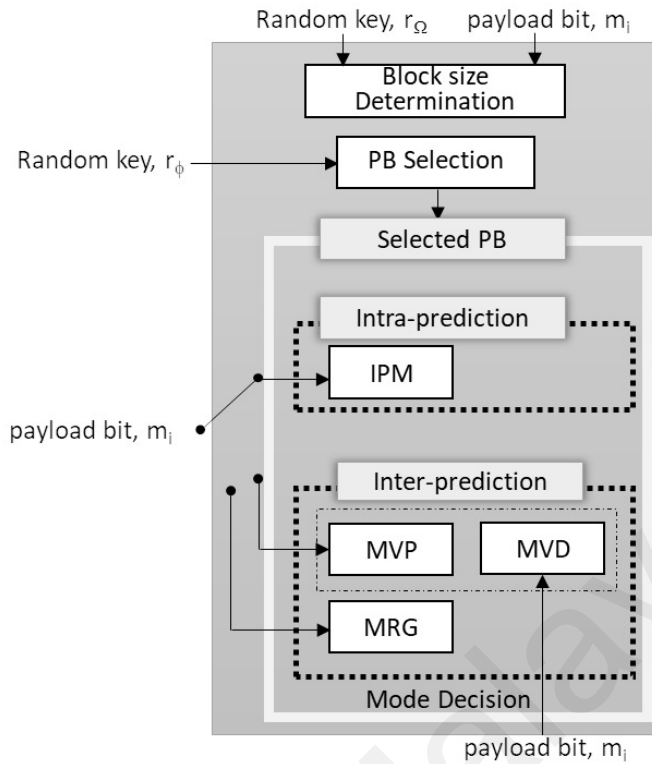 Random key, rΩ
payload bit, mi
Block size
Determination
Random key, rϕ
PB Selection
Selected PB
Intra-prediction
IPM
payload bit, mi
Inter-prediction
MVP
MVD
MRG
Mode Decision
payload bit, mi